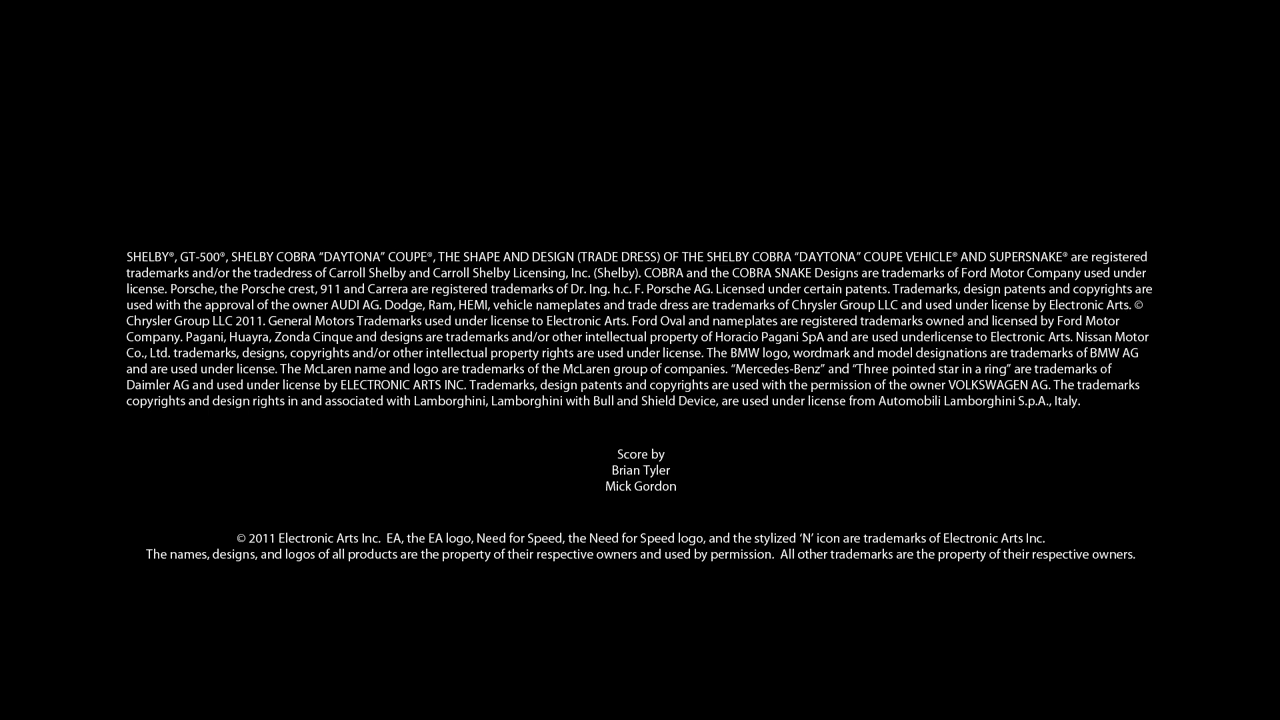 SHELBY®, GT-500®, SHELBY COBRA "DAYTONA" COUPE®, THE SHAPE AND DESIGN (TRADE DRESS) OF THE SHELBY COBRA "DAYTONA" COUPE VEHICLE® AND SUPERSNAKE® are registered
trademarks and/or the tradedress of Carroll Shelby and Carroll Shelby Licensing, Inc. (Shelby). COBRA and the COBRA SNAKE Designs are trademarks of Ford Motor Company used under
license. Porsche, the Porsche crest, 911 and Carrera are registered trademarks of Dr. Ing. h.c. F. Porsche AG. Licensed under certain patents. Trademarks, design patents and copyrights are
used with the approval of the owner AUDI AG. Dodge, Ram, HEMI, vehicle nameplates and trade dress are trademarks of Chrysler Group LLC and used under license by Electronic Arts. ©
Chrysler Group LLC 2011. General Motors Trademarks used under license to Electronic Arts. Ford Oval and nameplates are registered trademarks owned and licensed by Ford Motor
Company. Pagani, Huayra, Zonda Cinque and designs are trademarks and/or other intellectual property of Horacio Pagani SpA and are used underlicense to Electronic Arts. Nissan Motor
Co., Ltd. trademarks, designs, copyrights and/or other intellectual property rights are used under license. The BMW logo, wordmark and model designations are trademarks of BMW AG
and are used under license. The McLaren name and logo are trademarks of the McLaren group of companies. "Mercedes-Benz" and "Three pointed star in a ring" are trademarks of
Daimler AG and used under license by ELECTRONIC ARTS INC. Trademarks, design patents and copyrights are used with the permission of the owner VOLKSWAGEN AG. The trademarks
copyrights and design rights in and associated with Lamborghini, Lamborghini with Bull and Shield Device, are used under license from Automobili Lamborghini S.p.A., Italy.
Score by
Brian Tyler
Mick Gordon
© 2011 Electronic Arts Inc.  EA, the EA logo, Need for Speed, the Need for Speed logo, and the stylized 'N' icon are trademarks of Electronic Arts Inc.
The names, designs, and logos of all products are the property of their respective owners and used by permission.  All other trademarks are the property of their respective owners.